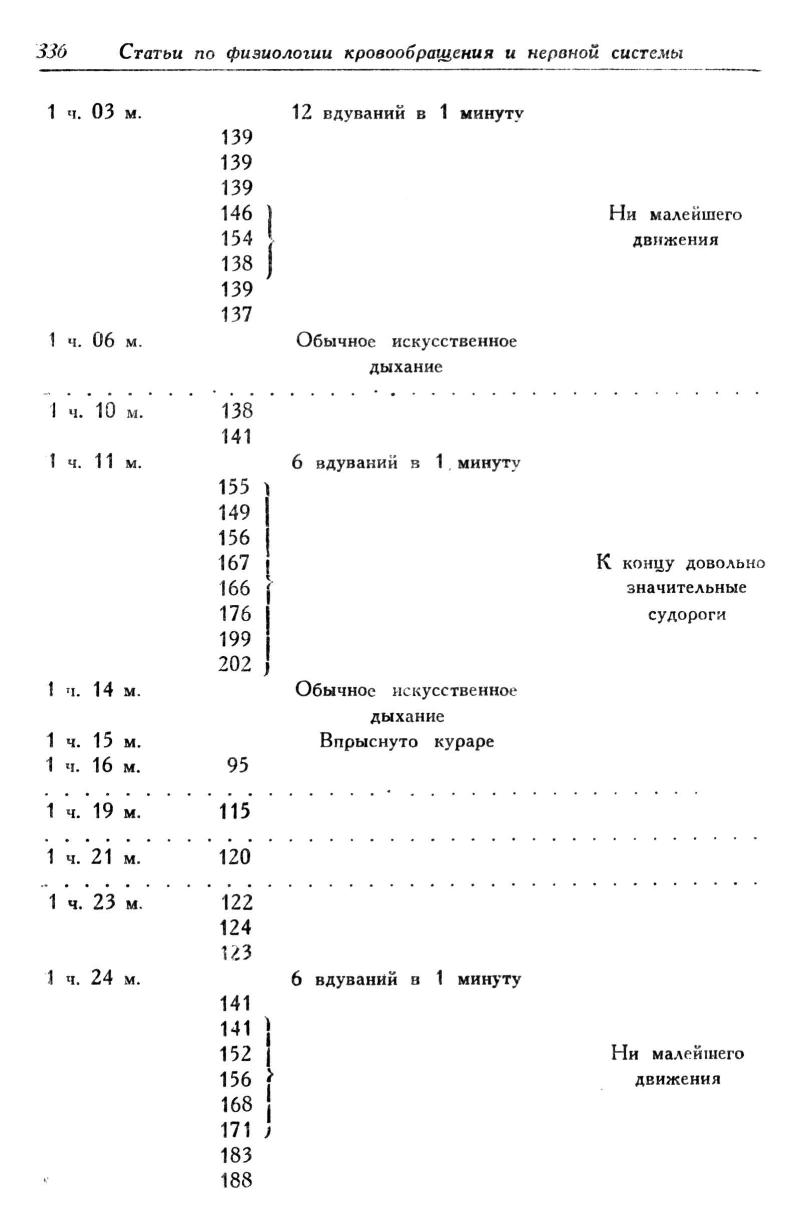 336 Статьи по физиологии кровообращения и нервной системы
1 ч. 03 м. 12 вдуваний в 1 минуту
139
139
139
146 Ни малейшего
154 движения
138
139
137
1 ч. 06 м. Обычное искусственное
дыхание
. . . . . . . . . . . . . . . . . . . . . . . . . . . . . . . . . .
1 ч. 10 м. 138
141
1 ч. 11 м. 6 вдуваний в 1 минуту
155
149
156
167 К концу довольно
166 значительные
176 судороги
199
202
1 ч. 14 м. Обычное искусственное
дыхание
1 ч. 15 м. Впрыснуто кураре
1 ч. 16 м. 95
. . . . . . . . . . . . . . . . . . . . . . . . . . . . . . . .
1 ч. 19 м. 115
. . . . . . . . . . . . . . . . . . . . . . . . . . . . . . . . . .
1 ч. 21 м. 120
. . . . . . . . . . . . . . . . . . . . . . . . . . . . . . . . . .
1 ч. 23 м. 122
124
123
1 ч. 24 м. 6 вдуваний в 1 минуту
141
141
152 Ни малейшего
156 движения
168
171
183
188